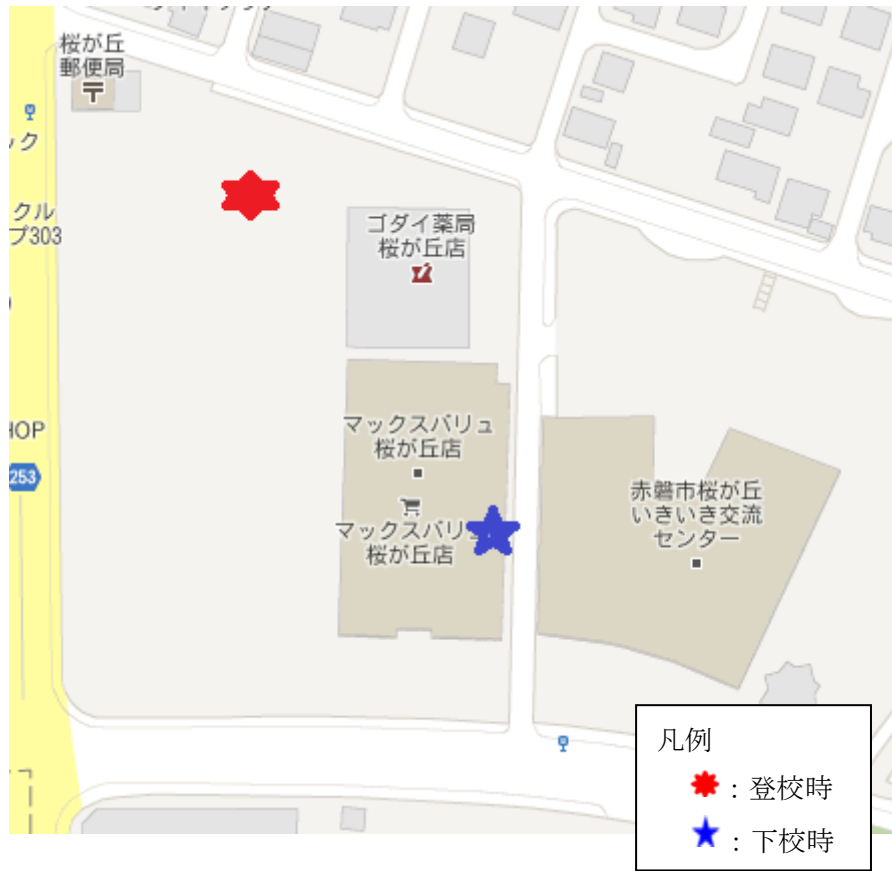 桜が丘
郵便局
ック
クル
プ303
ゴダイ薬局
桜が丘店
HOP
マックスバリュ
桜が丘店
253
マックスバリュ
桜が丘店
赤磐市桜が丘
いきいき交流
センター
凡例
：登校時
：下校時